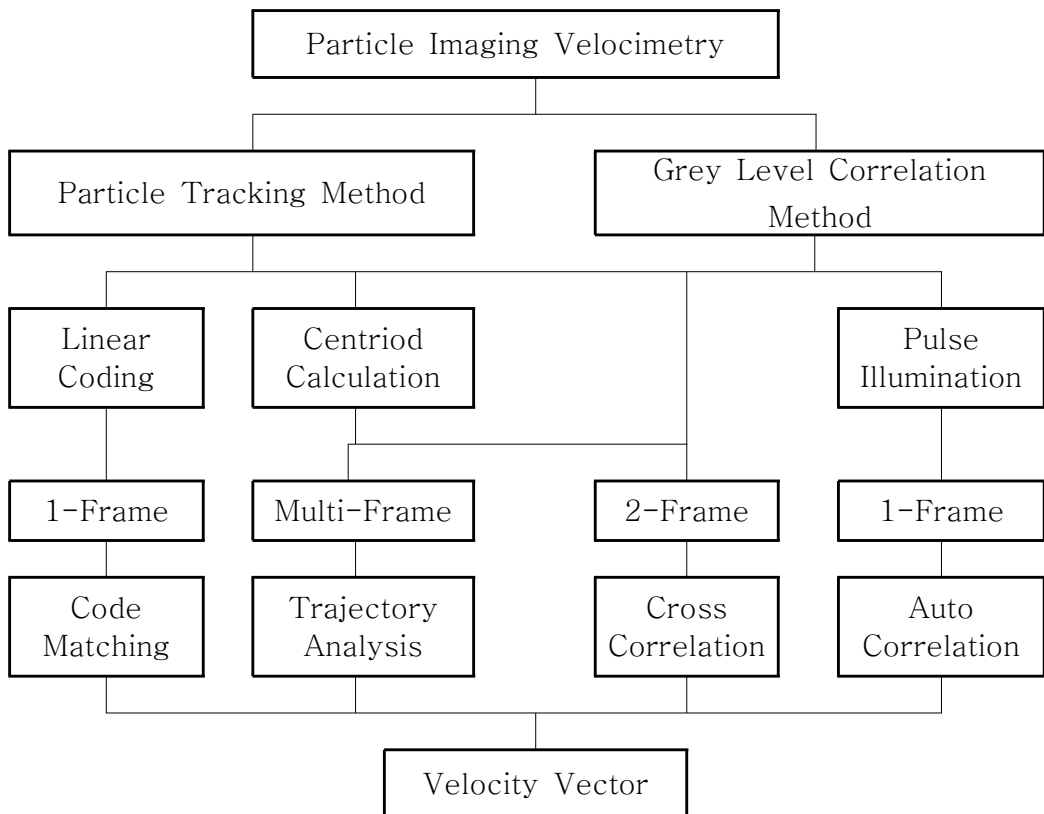 Particle Imaging Velocimetry
Particle Tracking Method
Grey Level Correlation
Method
Linear
Coding
Centriod
Calculation
Pulse
Illumination
1-Frame
Multi-Frame
2-Frame
1-Frame
Code
Matching
Trajectory
Analysis
Cross
Correlation
Auto
Correlation
Velocity Vector